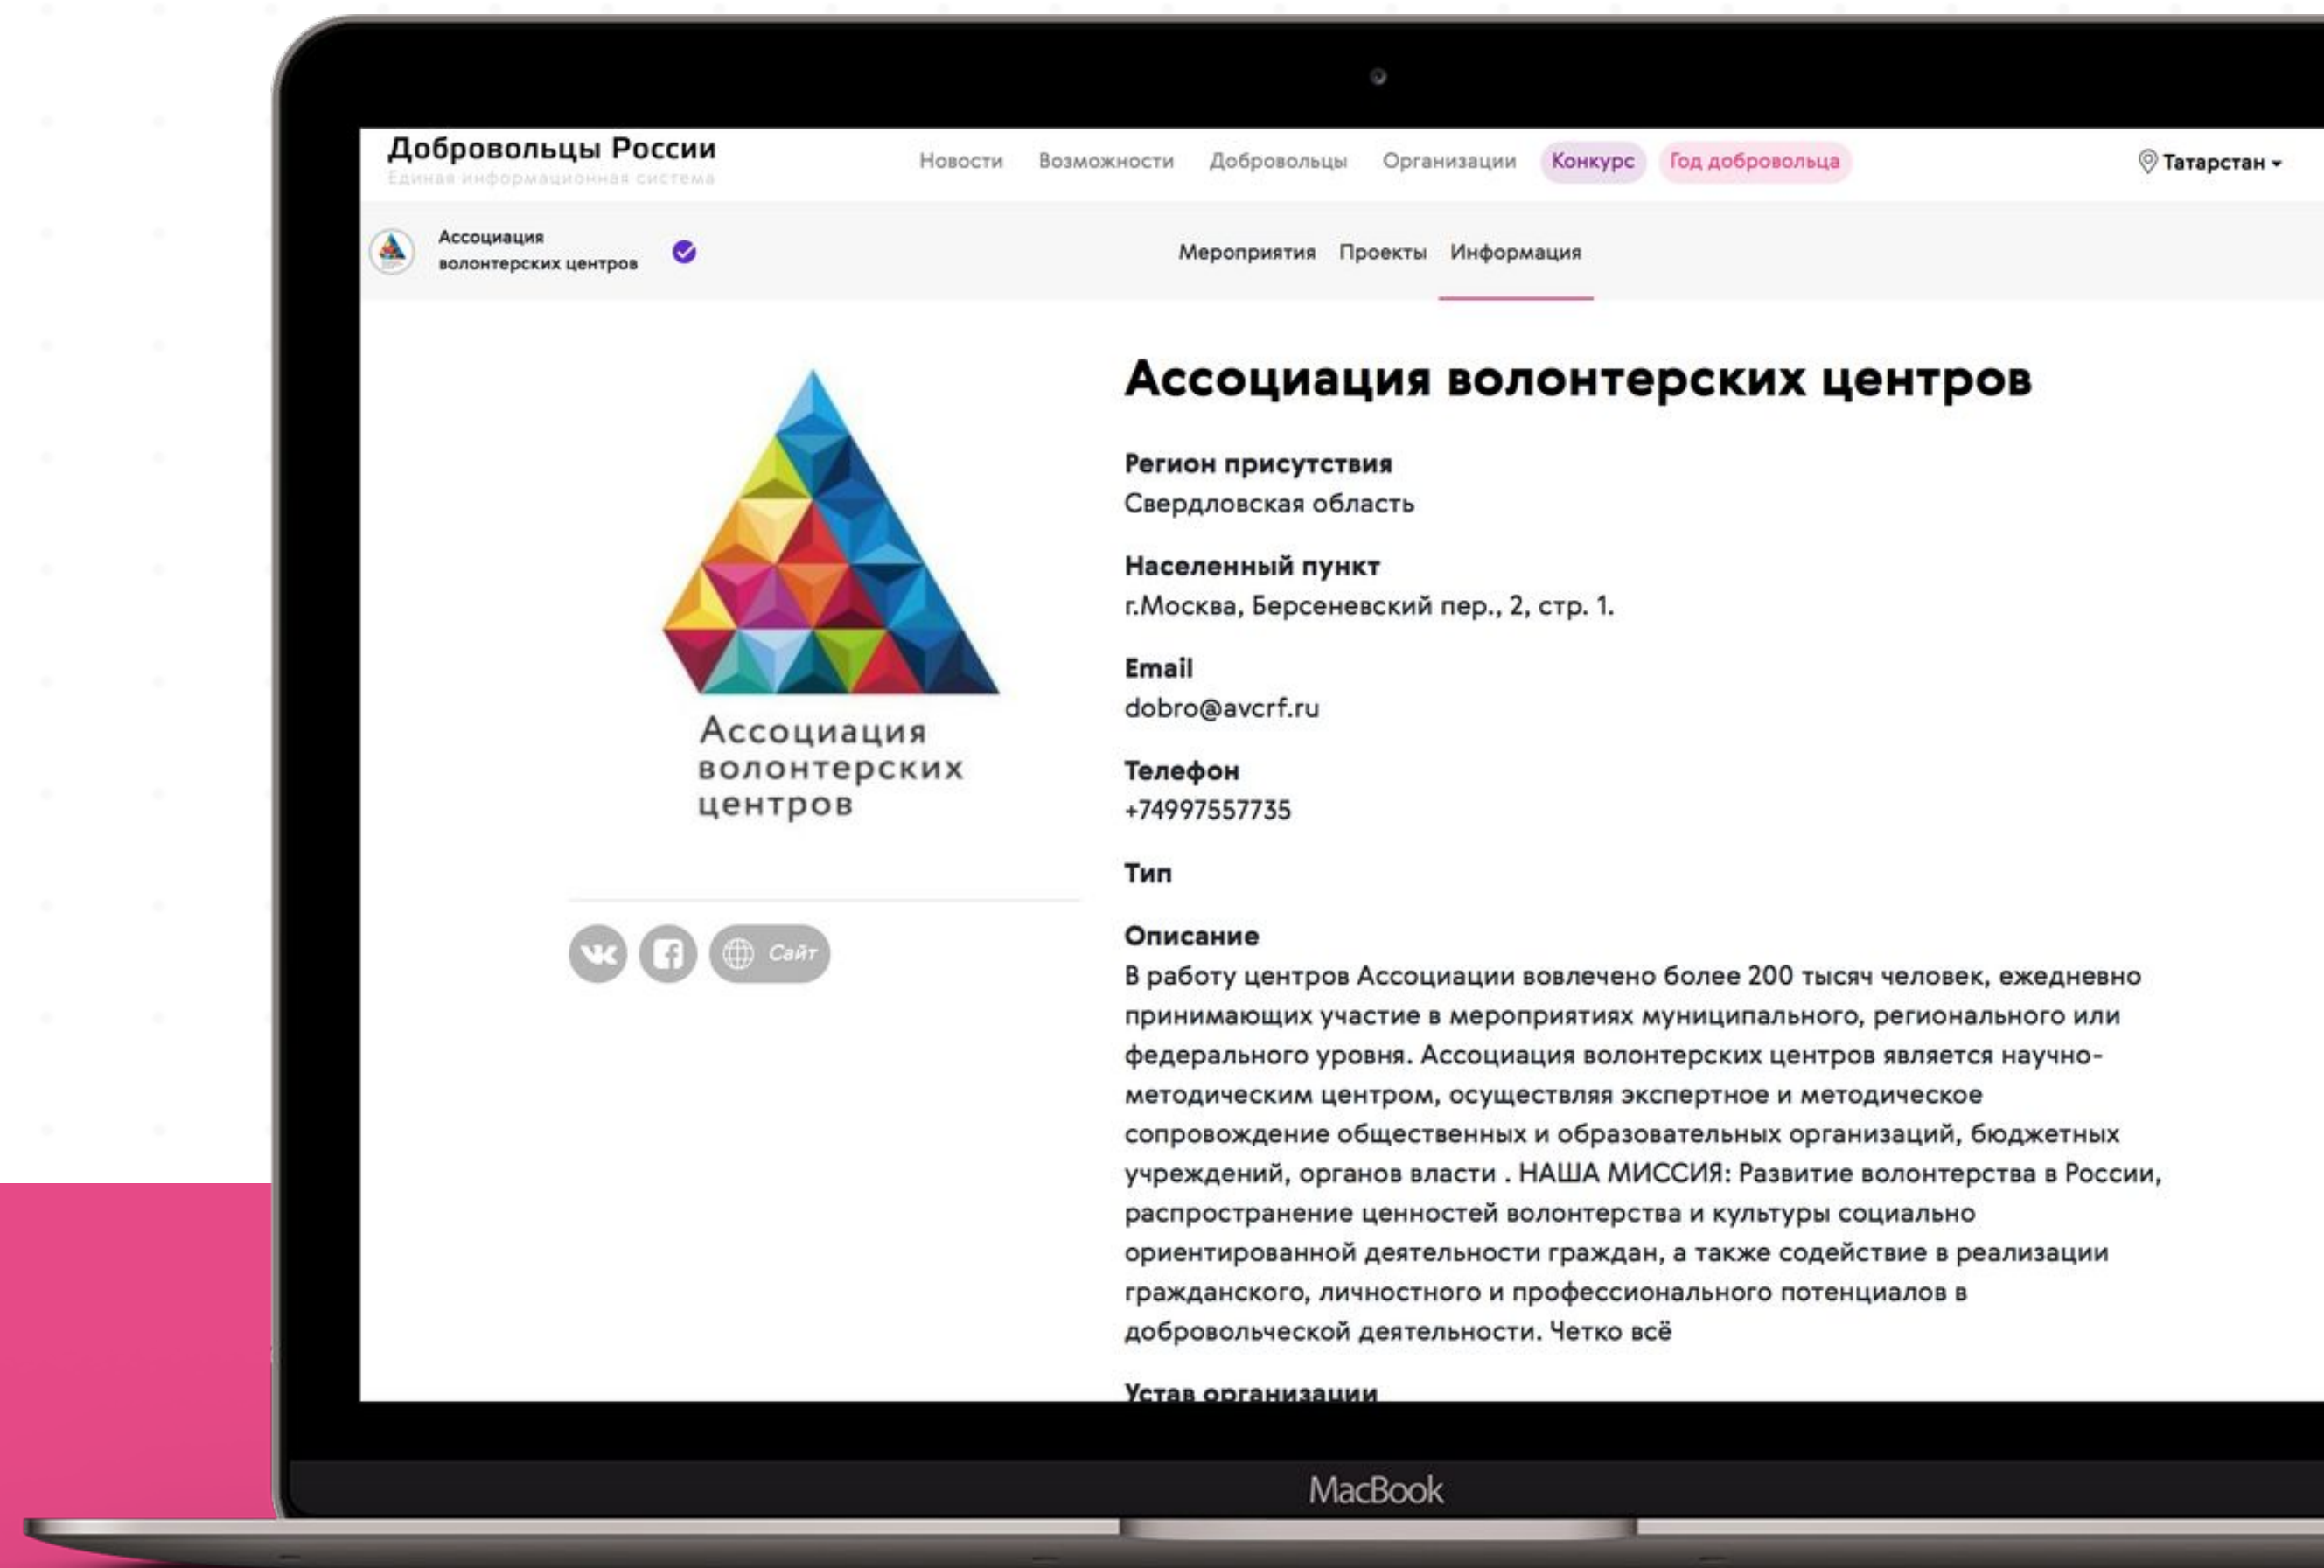 Добровольцы России
Единая информационная система
Новости Возможности Добровольцы Организации Конкурс Год добровольца
Татарстан
Ассоциация
волонтерских центров
Мероприятия Проекты Информация
Ассоциация
волонтерских
центров
Сайт
Ассоциация волонтерских центров
Регион присутствия
Свердловская область
Населенный пункт
г.Москва, Берсеневский пер., 2, стр. 1.
Email
dobro@avcrf.ru
Телефон
+74997557735
Тип
Описание
В работу центров Ассоциации вовлечено более 200 тысяч человек, ежедневно
принимающих участие в мероприятиях муниципального, регионального или
федерального уровня. Ассоциация волонтерских центров является научно-
методическим центром, осуществляя экспертное и методическое
сопровождение общественных и образовательных организаций, бюджетных
учреждений, органов власти . НАША МИССИЯ: Развитие волонтерства в России,
распространение ценностей волонтерства и культуры социально
ориентированной деятельности граждан, а также содействие в реализации
гражданского, личностного и профессионального потенциалов в
добровольческой деятельности. Четко всё
Устав организации
MacBook